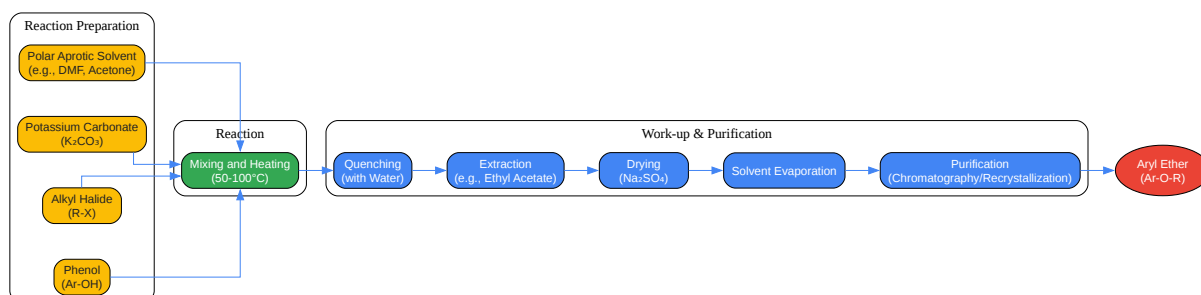 Reaction Preparation
Polar Aprotic Solvent
(e.g., DMF, Acetone)
Potassium Carbonate
(K₂CO₃)
Alkyl Halide
(R-X)
Phenol
(Ar-OH)
Reaction
Mixing and Heating
(50-100°C)
Work-up & Purification
Quenching
(with Water)
Extraction
(e.g., Ethyl Acetate)
Drying
(Na₂SO₄)
Solvent Evaporation
Purification
(Chromatography/Recrystallization)
Aryl Ether
(Ar-O-R)